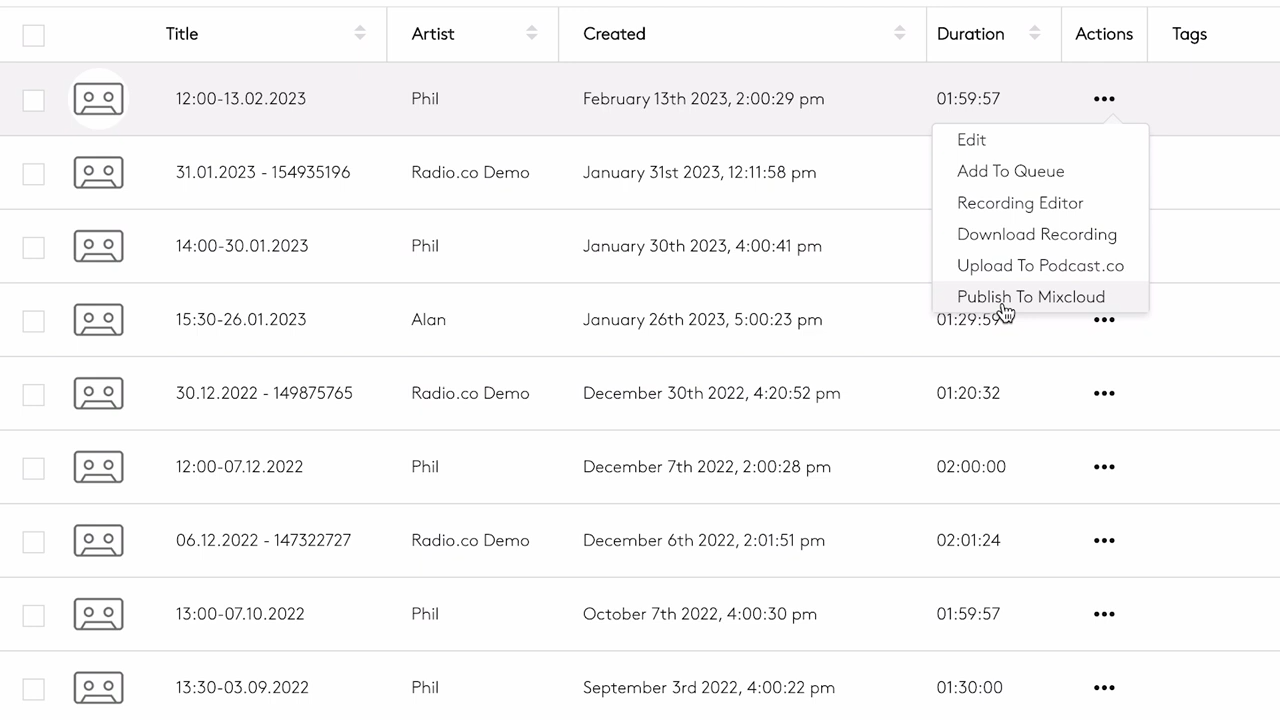 Title Artist Created Duration Actions Tags
12:00-13.02.2023 Phil February 13th 2023, 2:00:29 pm 01:59:57 •••
Edit
31.01.2023 - 154935196 Radio.co Demo January 31st 2023, 12:11:58 pm Add To Queue
Recording Editor
14:00-30.01.2023 Phil January 30th 2023, 4:00:41 pm Download Recording
Upload To Podcast.co
Publish To Mixcloud
15:30-26.01.2023 Alan January 26th 2023, 5:00:23 pm 01:29:59 •••
30.12.2022 - 149875765 Radio.co Demo December 30th 2022, 4:20:52 pm 01:20:32 •••
12:00-07.12.2022 Phil December 7th 2022, 2:00:28 pm 02:00:00 •••
06.12.2022 - 147322727 Radio.co Demo December 6th 2022, 2:01:51 pm 02:01:24 •••
13:00-07.10.2022 Phil October 7th 2022, 4:00:30 pm 01:59:57 •••
13:30-03.09.2022 Phil September 3rd 2022, 4:00:22 pm 01:30:00 •••